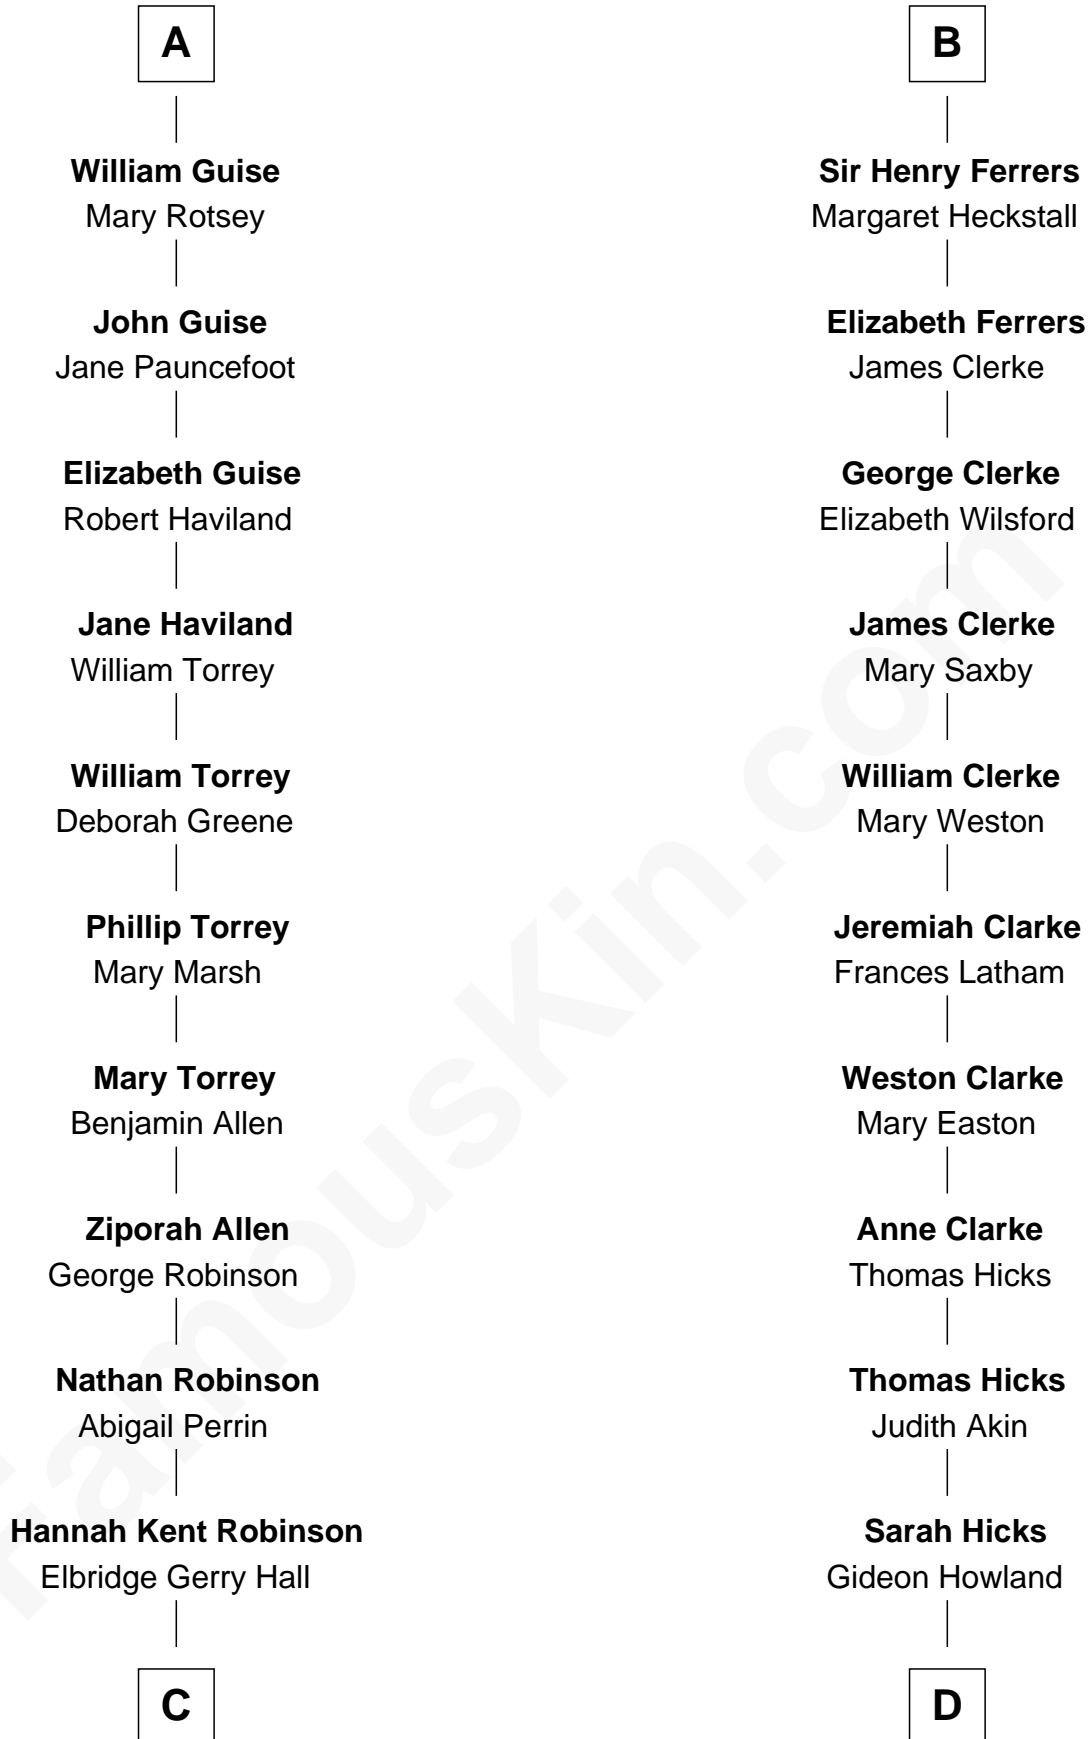 A
William Guise
Mary Rotsey
John Guise
Jane Pauncefoot
Elizabeth Guise
Robert Haviland
Jane Haviland
William Torrey
William Torrey
Deborah Greene
Phillip Torrey
Mary Marsh
Mary Torrey
Benjamin Allen
Ziporah Allen
George Robinson
Nathan Robinson
Abigail Perrin
Hannah Kent Robinson
Elbridge Gerry Hall
C
B
Sir Henry Ferrers
Margaret Heckstall
Elizabeth Ferrers
James Clerke
George Clerke
Elizabeth Wilsford
James Clerke
Mary Saxby
William Clerke
Mary Weston
Jeremiah Clarke
Frances Latham
Weston Clarke
Mary Easton
Anne Clarke
Thomas Hicks
Thomas Hicks
Judith Akin
Sarah Hicks
Gideon Howland
D
FamousKin.com